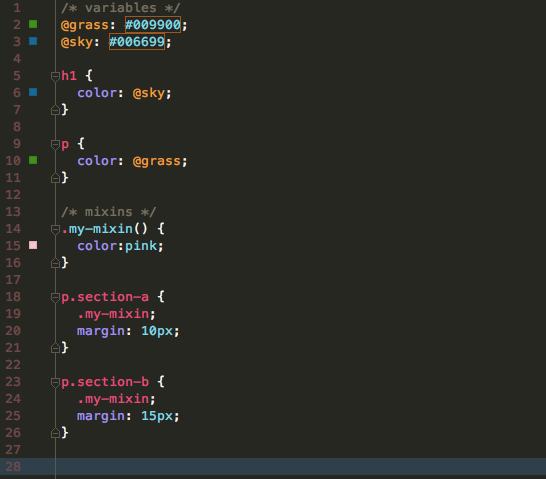 1 /* variables */
2 @grass: #009900;
3 @sky: #006699;
4
5 h1 {
6 color: @sky;
7 }
8
9 p {
10 color: @grass;
11 }
12
13 /* mixins */
14 .my-mixin() {
15 color:pink;
16 }
17
18 p.section-a {
19 .my-mixin;
20 margin: 10px;
21 }
22
23 p.section-b {
24 .my-mixin;
25 margin: 15px;
26 }
27
28